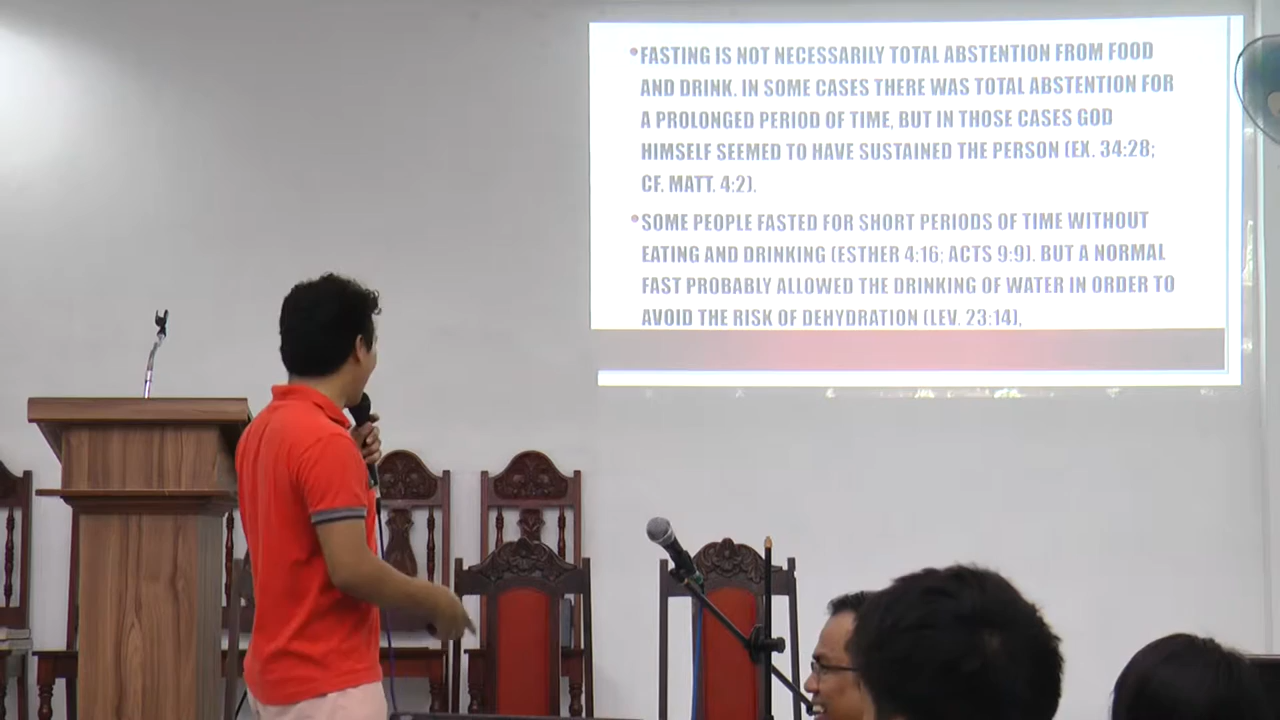 •FASTING IS NOT NECESSARILY TOTAL ABSTENTION FROM FOOD
AND DRINK. IN SOME CASES THERE WAS TOTAL ABSTENTION FOR
A PROLONGED PERIOD OF TIME, BUT IN THOSE CASES GOD
HIMSELF SEEMED TO HAVE SUSTAINED THE PERSON (EX. 34:28;
CF. MATT. 4:2).
•SOME PEOPLE FASTED FOR SHORT PERIODS OF TIME WITHOUT
EATING AND DRINKING (ESTHER 4:16; ACTS 9:9). BUT A NORMAL
FAST PROBABLY ALLOWED THE DRINKING OF WATER IN ORDER TO
AVOID THE RISK OF DEHYDRATION (LEV. 23:14),